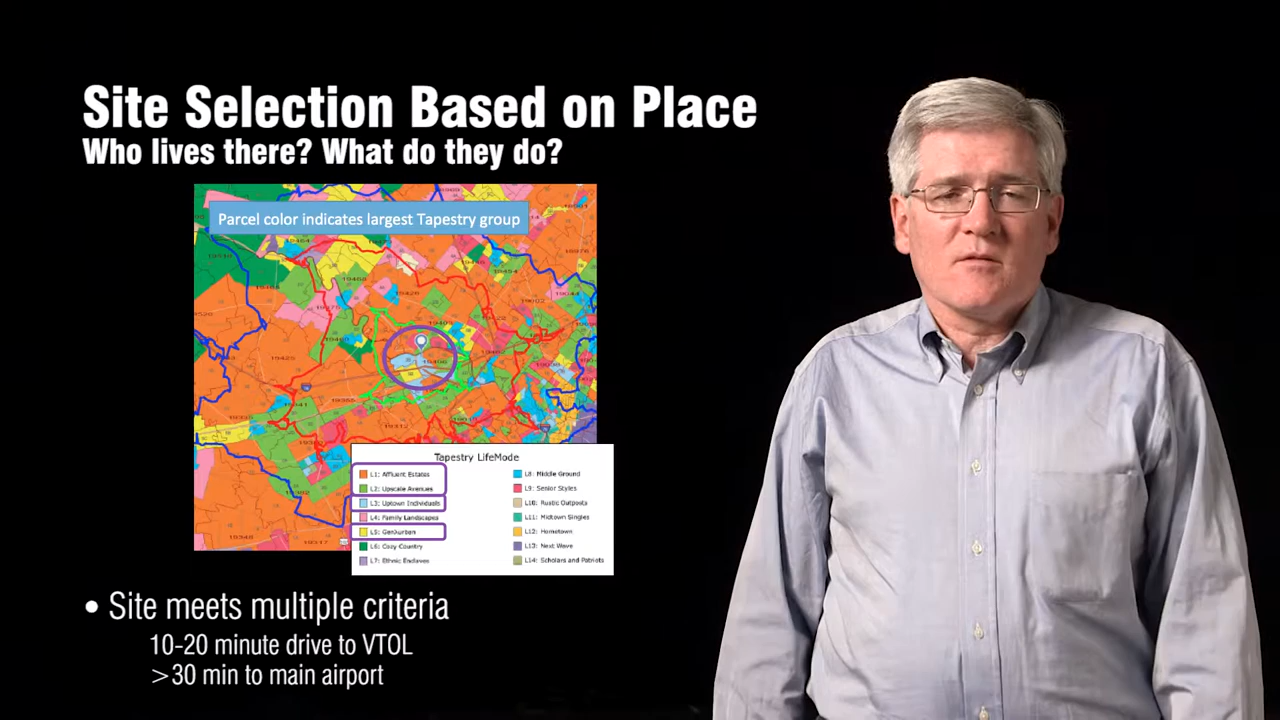 Site Selection Based on Place
Who lives there? What do they do?
Parcel color indicates largest Tapestry group
Tapestry LifeMode
L1: Affluent Estates
L2: Upscale Avenues
L3: Uptown Individuals
L4: Family Landscapes
L5: GenXurban
L6: Cozy Country
L7: Ethnic Enclaves
L8: Middle Ground
L9: Senior Styles
L10: Rustic Outposts
L11: Midtown Singles
L12: Hometown
L13: Next Wave
L14: Scholars and Patriots
• Site meets multiple criteria
10-20 minute drive to VTOL
>30 min to main airport